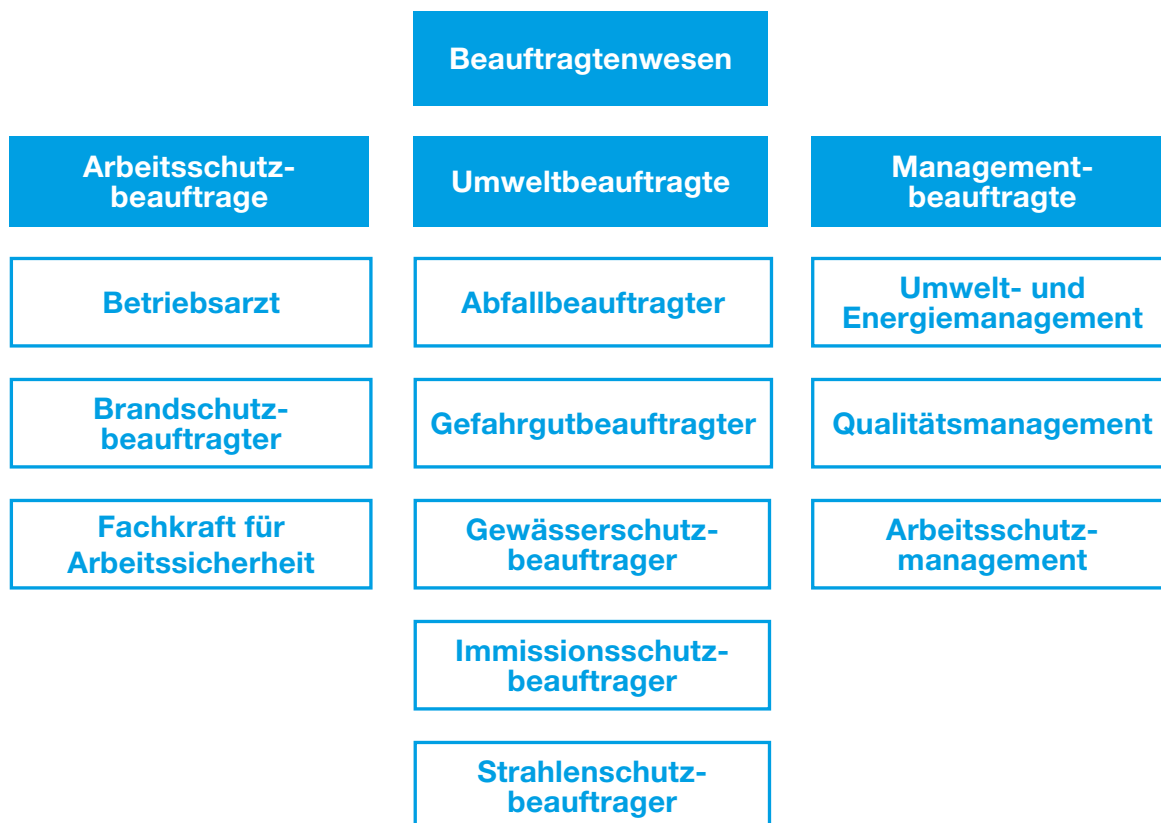 Beauftragtenwesen
Arbeitsschutz-
beauftrage
Umweltbeauftragte
Management-
beauftragte
Betriebsarzt
Abfallbeauftragter
Umwelt- und
Energiemanagement
Brandschutz-
beauftragter
Gefahrgutbeauftragter
Qualitätsmanagement
Fachkraft für
Arbeitssicherheit
Gewässerschutz-
beauftrager
Arbeitsschutz-
management
Immissionsschutz-
beauftrager
Strahlenschutz-
beauftrager